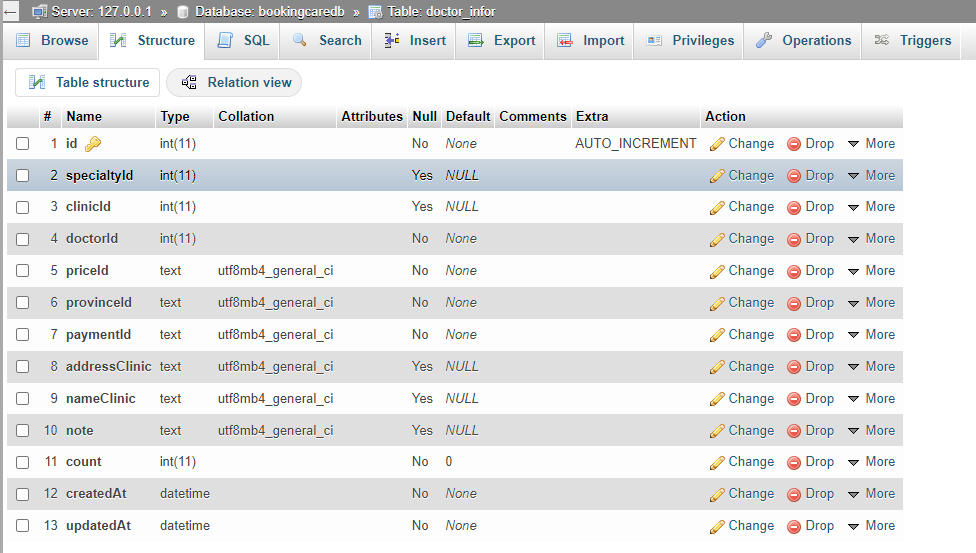 Server: 127.0.0.1 » Database: bookingcaredb » Table: doctor_infor
Browse Structure SQL Search Insert Export Import Privileges Operations Triggers
Table structure Relation view
# Name Type Collation Attributes Null Default Comments Extra Action
1 id int(11) No None AUTO_INCREMENT Change Drop More
2 specialtyId int(11) Yes NULL Change Drop More
3 clinicId int(11) Yes NULL Change Drop More
4 doctorId int(11) No None Change Drop More
5 priceId text utf8mb4_general_ci No None Change Drop More
6 provinceId text utf8mb4_general_ci No None Change Drop More
7 paymentId text utf8mb4_general_ci No None Change Drop More
8 addressClinic text utf8mb4_general_ci Yes NULL Change Drop More
9 nameClinic text utf8mb4_general_ci Yes NULL Change Drop More
10 note text utf8mb4_general_ci Yes NULL Change Drop More
11 count int(11) No 0 Change Drop More
12 createdAt datetime No None Change Drop More
13 updatedAt datetime No None Change Drop More